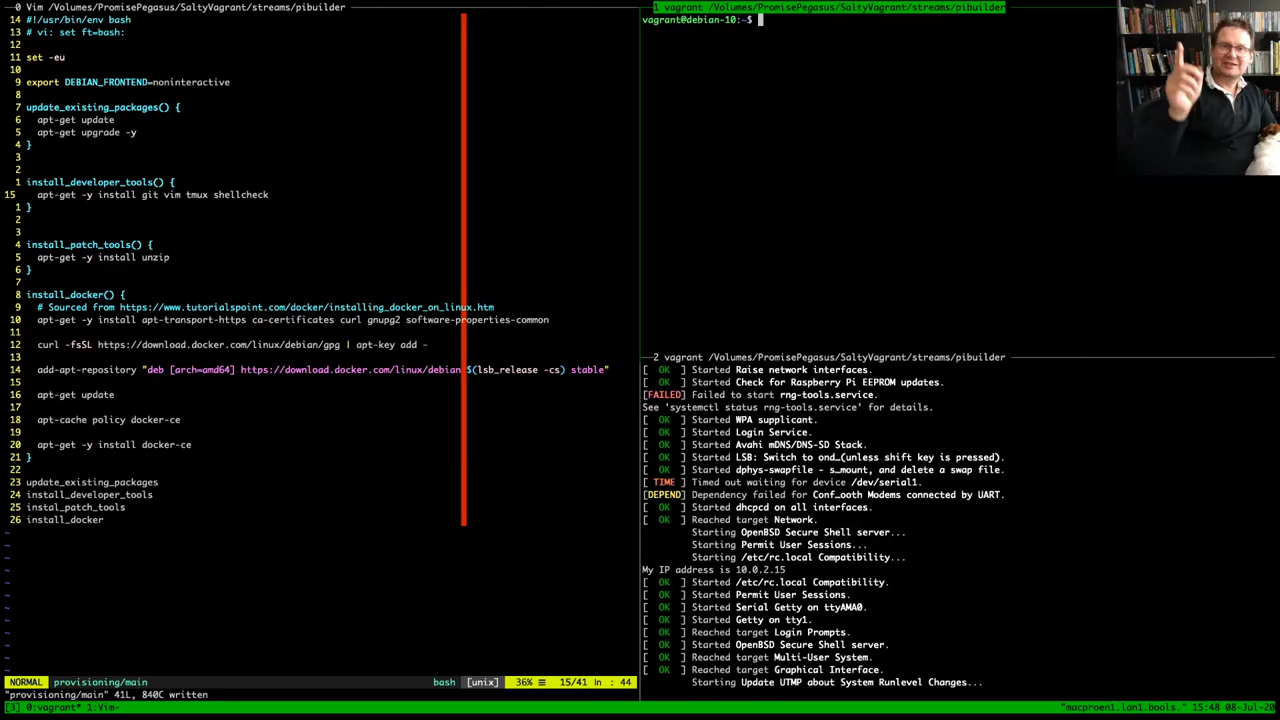 0 Vim /Volumes/PromisePegasus/SaltyVagrant/streams/pibuilder
14 #!/usr/bin/env bash
13 # vi: set ft=bash:
12
11 set -eu
10
9 export DEBIAN_FRONTEND=noninteractive
8
7 update_existing_packages() {
6 apt-get update
5 apt-get upgrade -y
4 }
3
2
1 install_developer_tools() {
15 apt-get -y install git vim tmux shellcheck
1 }
2
3
4 install_patch_tools() {
5 apt-get -y install unzip
6 }
7
8 install_docker() {
9 # Sourced from https://www.tutorialspoint.com/docker/installing_docker_on_linux.htm
10 apt-get -y install apt-transport-https ca-certificates curl gnupg2 software-properties-common
11
12 curl -fsSL https://download.docker.com/linux/debian/gpg | apt-key add -
13
14 add-apt-repository "deb [arch=amd64] https://download.docker.com/linux/debian $(lsb_release -cs) stable"
15
16 apt-get update
17
18 apt-cache policy docker-ce
19
20 apt-get -y install docker-ce
21 }
22
23 update_existing_packages
24 install_developer_tools
25 instal_patch_tools
26 install_docker
~
~
~
~
~
~
~
~
~
~
~
~
NORMAL provisioning/main bash [unix] 36% ☰ 15/41 ln : 44
"provisioning/main" 41L, 840C written
1 vagrant /Volumes/PromisePegasus/SaltyVagrant/streams/pibuilder
vagrant@debian-10:~$
2 vagrant /Volumes/PromisePegasus/SaltyVagrant/streams/pibuilder
[ OK ] Started Raise network interfaces.
[ OK ] Started Check for Raspberry Pi EEPROM updates.
[FAILED] Failed to start rng-tools.service.
See 'systemctl status rng-tools.service' for details.
[ OK ] Started WPA supplicant.
[ OK ] Started Login Service.
[ OK ] Started Avahi mDNS/DNS-SD Stack.
[ OK ] Started LSB: Switch to ond…(unless shift key is pressed).
[ OK ] Started dphys-swapfile - s…mount, and delete a swap file.
[ TIME ] Timed out waiting for device /dev/serial1.
[DEPEND] Dependency failed for Conf…ooth Modems connected by UART.
[ OK ] Started dhcpcd on all interfaces.
[ OK ] Reached target Network.
Starting OpenBSD Secure Shell server...
Starting Permit User Sessions...
Starting /etc/rc.local Compatibility...
My IP address is 10.0.2.15
[ OK ] Started /etc/rc.local Compatibility.
[ OK ] Started Permit User Sessions.
[ OK ] Started Serial Getty on ttyAMA0.
[ OK ] Started Getty on tty1.
[ OK ] Reached target Login Prompts.
[ OK ] Started OpenBSD Secure Shell server.
[ OK ] Reached target Multi-User System.
[ OK ] Reached target Graphical Interface.
Starting Update UTMP about System Runlevel Changes...
[3] 0:vagrant* 1:Vim- "macproen1.lan1.bools." 15:48 08-Jul-20